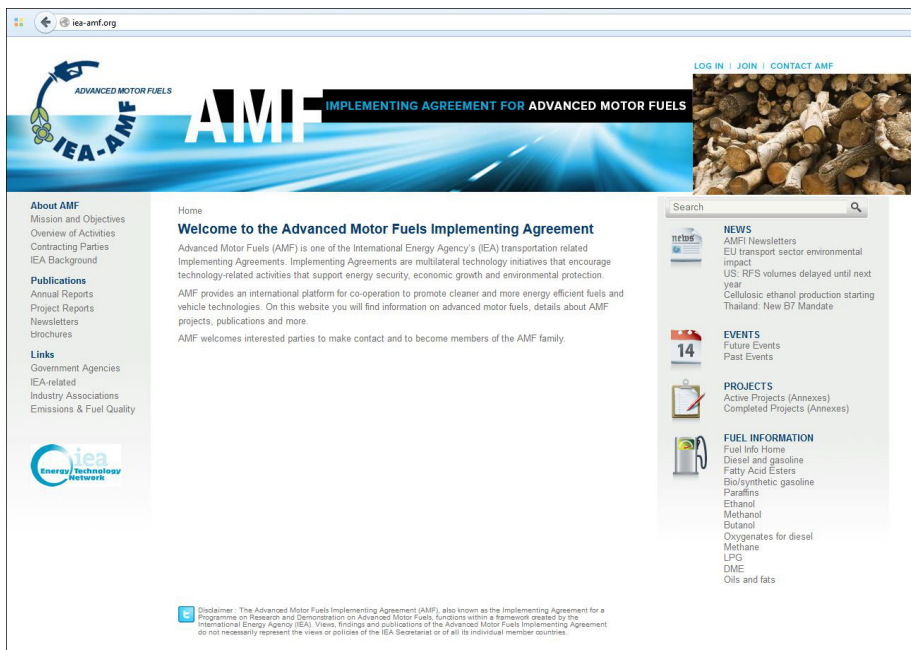 iea-amf.org
LOG IN | JOIN | CONTACT AMF
ADVANCED MOTOR FUELS
IEA-AMF
AMF IMPLEMENTING AGREEMENT FOR ADVANCED MOTOR FUELS
About AMF
Mission and Objectives
Overview of Activities
Contracting Parties
IEA Background
Publications
Annual Reports
Project Reports
Newsletters
Brochures
Links
Government Agencies
IEA-related
Industry Associations
Emissions & Fuel Quality
iea
Energy Technology
Network
Home
Welcome to the Advanced Motor Fuels Implementing Agreement
Advanced Motor Fuels (AMF) is one of the International Energy Agency's (IEA) transportation related
Implementing Agreements. Implementing Agreements are multilateral technology initiatives that encourage
technology-related activities that support energy security, economic growth and environmental protection.
AMF provides an international platform for co-operation to promote cleaner and more energy efficient fuels and
vehicle technologies. On this website you will find information on advanced motor fuels, details about AMF
projects, publications and more.
AMF welcomes interested parties to make contact and to become members of the AMF family.
Search
news
NEWS
AMFI Newsletters
EU transport sector environmental
impact
US: RFS volumes delayed until next
year
Cellulosic ethanol production starting
Thailand: New B7 Mandate
14
EVENTS
Future Events
Past Events
PROJECTS
Active Projects (Annexes)
Completed Projects (Annexes)
FUEL INFORMATION
Fuel Info Home
Diesel and gasoline
Fatty Acid Esters
Bio/synthetic gasoline
Paraffins
Ethanol
Methanol
Butanol
Oxygenates for diesel
Methane
LPG
DME
Oils and fats
Disclaimer : The Advanced Motor Fuels Implementing Agreement (AMF), also known as the Implementing Agreement for a
Programme on Research and Demonstration on Advanced Motor Fuels, functions within a framework created by the
International Energy Agency (IEA). Views, findings and publications of the Advanced Motor Fuels Implementing Agreement
do not necessarily represent the views or policies of the IEA Secretariat or of all its individual member countries.